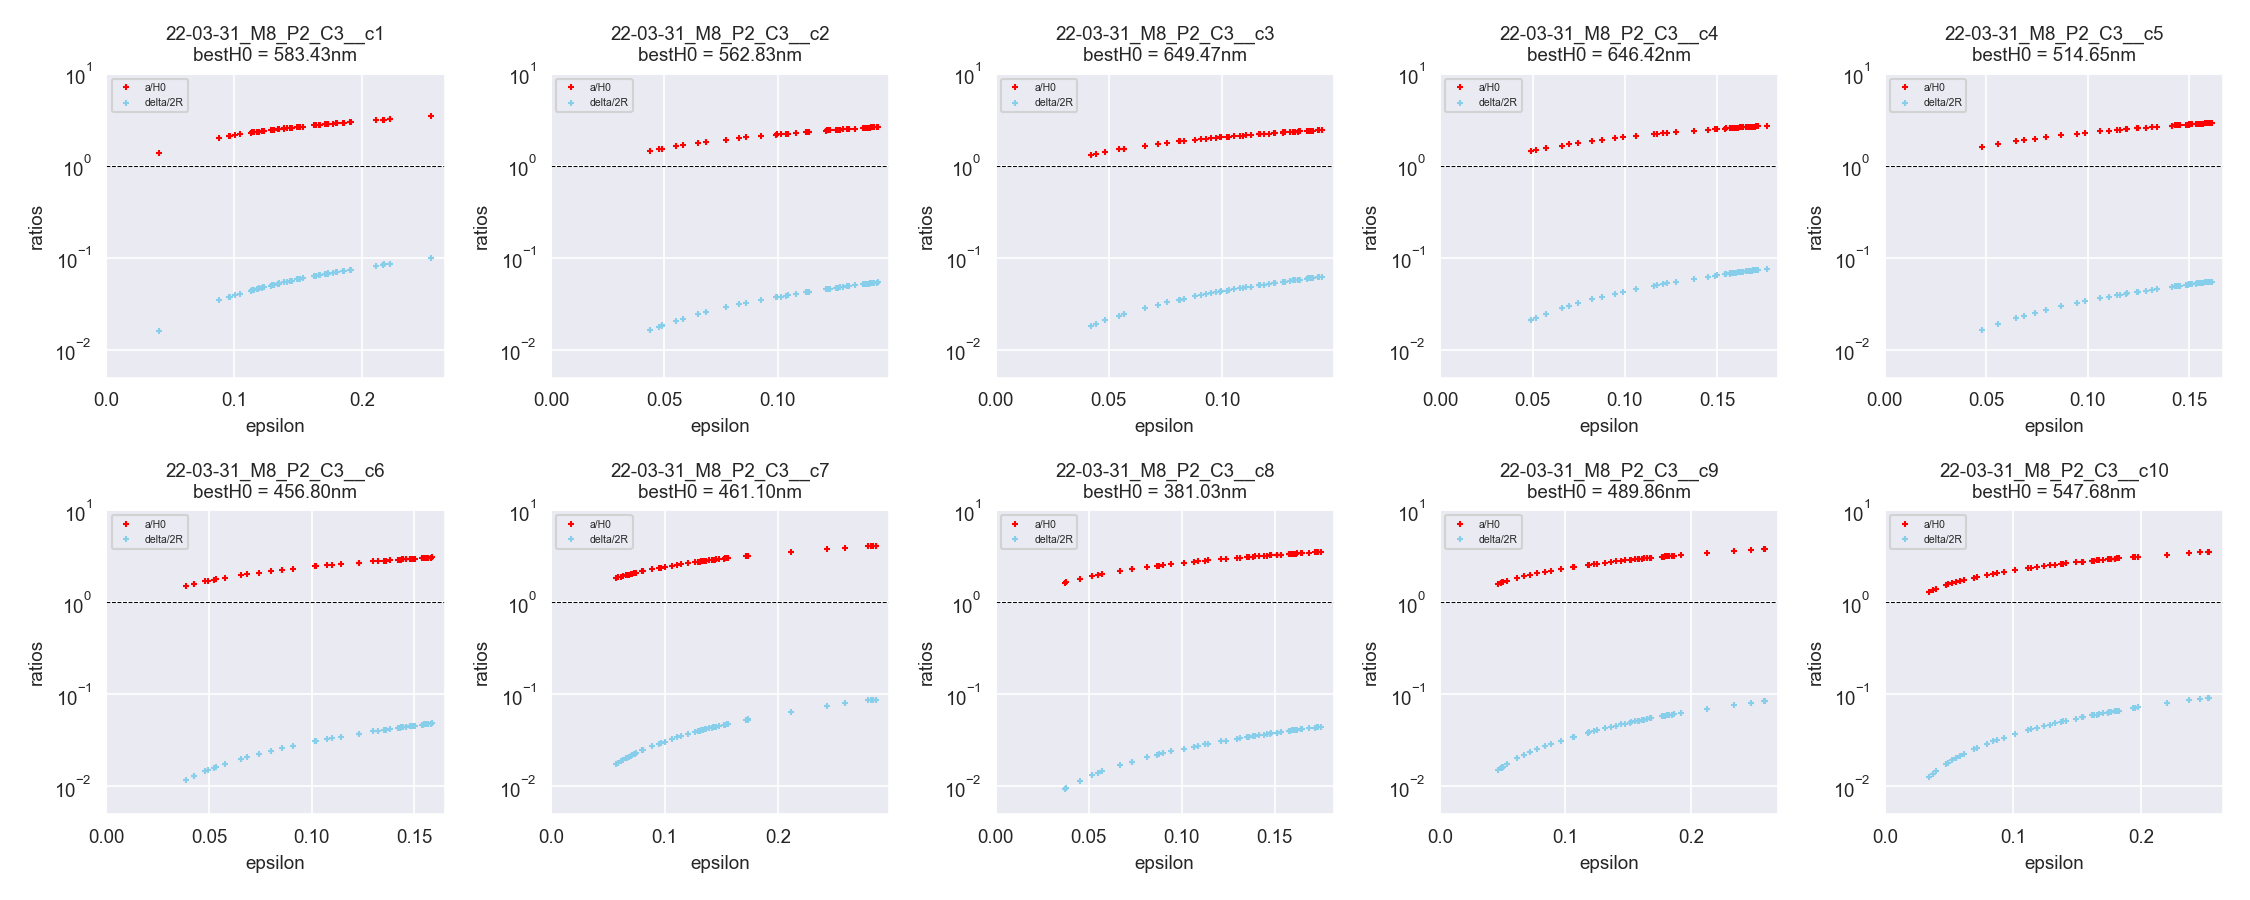 22-03-31_M8_P2_C3__c1
bestH0 = 583.43nm
10^1
10^0
10^−1
10^−2
ratios
a/H0
delta/2R
0.0 0.1 0.2
epsilon
22-03-31_M8_P2_C3__c2
bestH0 = 562.83nm
10^1
10^0
10^−1
10^−2
ratios
a/H0
delta/2R
0.00 0.05 0.10
epsilon
22-03-31_M8_P2_C3__c3
bestH0 = 649.47nm
10^1
10^0
10^−1
10^−2
ratios
a/H0
delta/2R
0.00 0.05 0.10
epsilon
22-03-31_M8_P2_C3__c4
bestH0 = 646.42nm
10^1
10^0
10^−1
10^−2
ratios
a/H0
delta/2R
0.00 0.05 0.10 0.15
epsilon
22-03-31_M8_P2_C3__c5
bestH0 = 514.65nm
10^1
10^0
10^−1
10^−2
ratios
a/H0
delta/2R
0.00 0.05 0.10 0.15
epsilon
22-03-31_M8_P2_C3__c6
bestH0 = 456.80nm
10^1
10^0
10^−1
10^−2
ratios
a/H0
delta/2R
0.00 0.05 0.10 0.15
epsilon
22-03-31_M8_P2_C3__c7
bestH0 = 461.10nm
10^1
10^0
10^−1
10^−2
ratios
a/H0
delta/2R
0.0 0.1 0.2
epsilon
22-03-31_M8_P2_C3__c8
bestH0 = 381.03nm
10^1
10^0
10^−1
10^−2
ratios
a/H0
delta/2R
0.00 0.05 0.10 0.15
epsilon
22-03-31_M8_P2_C3__c9
bestH0 = 489.86nm
10^1
10^0
10^−1
10^−2
ratios
a/H0
delta/2R
0.0 0.1 0.2
epsilon
22-03-31_M8_P2_C3__c10
bestH0 = 547.68nm
10^1
10^0
10^−1
10^−2
ratios
a/H0
delta/2R
0.0 0.1 0.2
epsilon